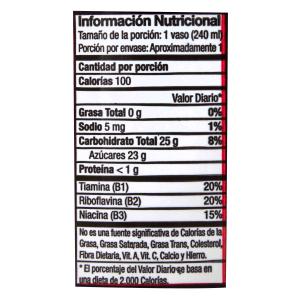 Información Nutricional
Tamaño de la porción: 1 vaso (240 ml)
Porción por envase: Aproximadamente 1
Cantidad por porción
Calorías 100
Valor Diario*
Grasa Total 0 g 0%
Sodio 5 mg 1%
Carbohidrato Total 25 g 8%
Azúcares 23 g
Proteína < 1 g
Tiamina (B1) 20%
Riboflavina (B2) 20%
Niacina (B3) 15%
No es una fuente significativa de Calorías de la
Grasa, Grasa Saturada, Grasa Trans, Colesterol,
Fibra Dietaria, Vit. A, Vit. C, Calcio y Hierro.
* El porcentaje del Valor Diario se basa en
una dieta de 2.000 Calorías.